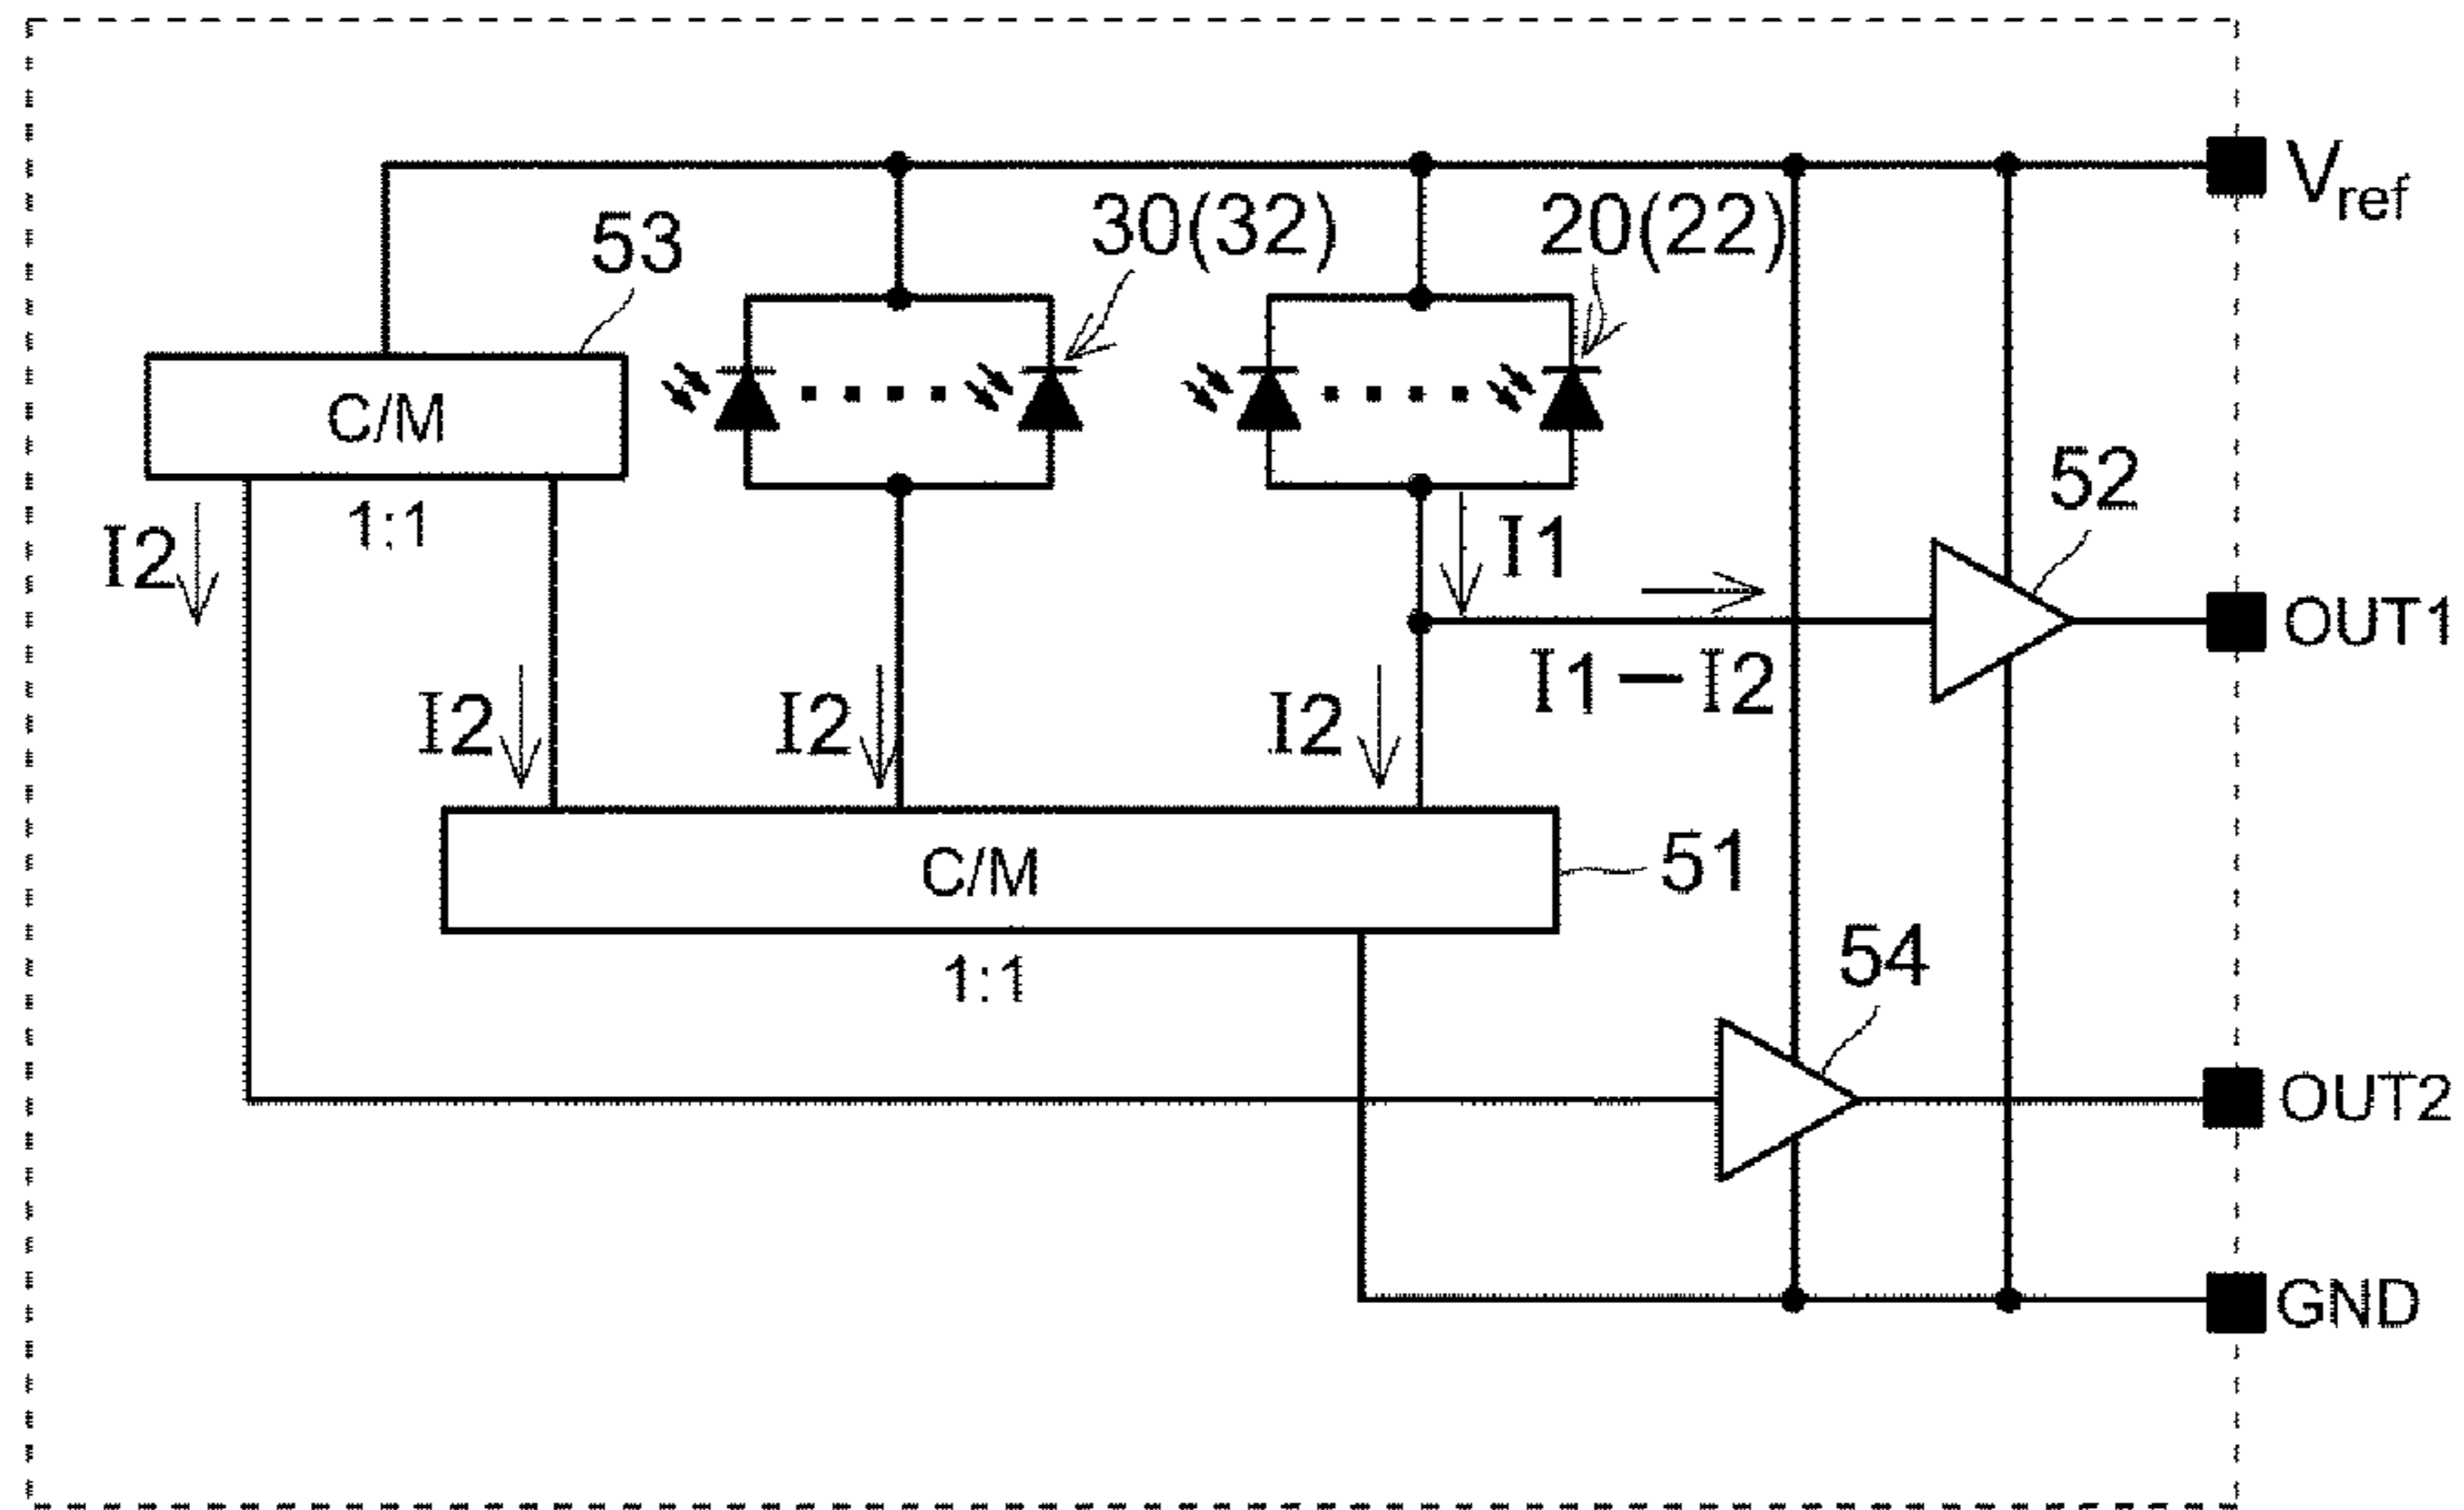 Vref
30(32)
20(22)
53
C/M
1:1
52
I2
I1
OUT1
I1−I2
I2
I2
I2
C/M
51
1:1
54
OUT2
GND